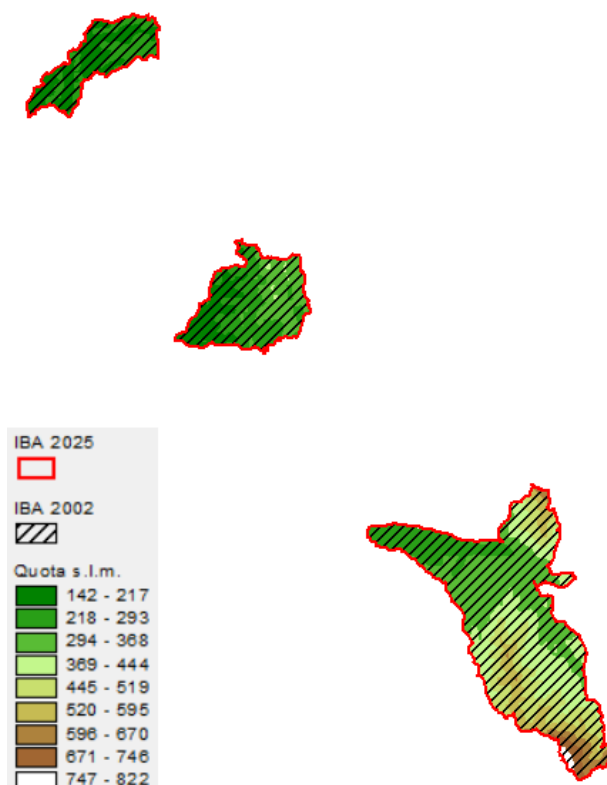 IBA 2025
IBA 2002
Quota s.l.m.
142 - 217
218 - 293
294 - 368
369 - 444
445 - 519
520 - 595
596 - 670
671 - 746
747 - 822